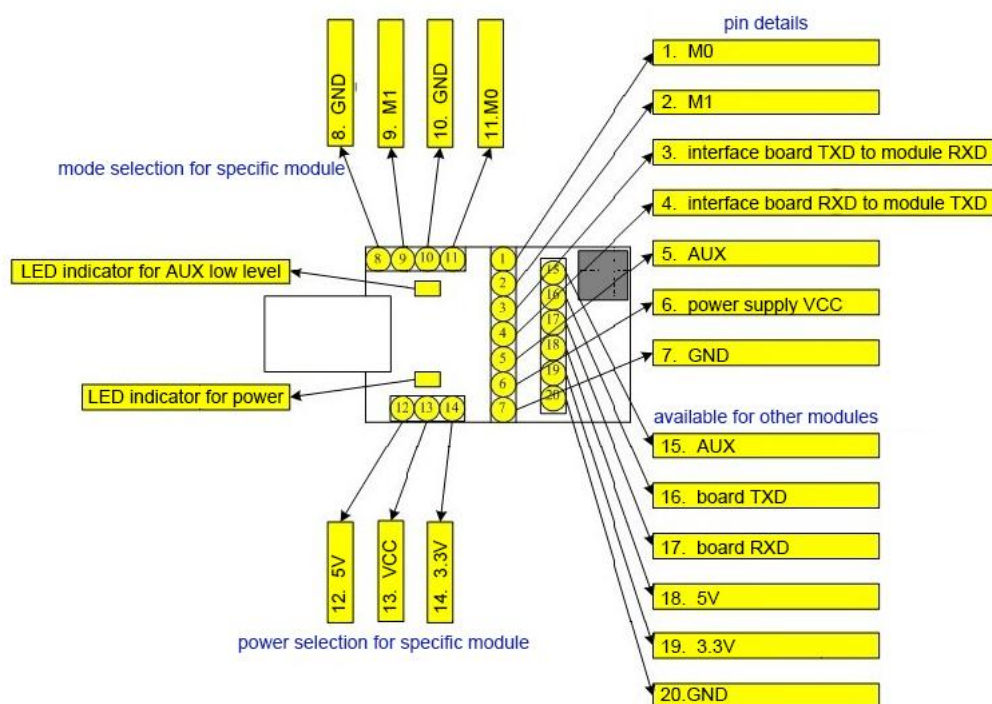 pin details
8. GND
9. M1
10. GND
11.M0
1. M0
2. M1
3. interface board TXD to module RXD
4. interface board RXD to module TXD
5. AUX
6. power supply VCC
7. GND
mode selection for specific module
LED indicator for AUX low level
LED indicator for power
8 9 10 11
1
2
3
4
5
6
7
15
16
17
18
19
20
12 13 14
available for other modules
15. AUX
16. board TXD
17. board RXD
18. 5V
19. 3.3V
20.GND
12. 5V
13. VCC
14. 3.3V
power selection for specific module